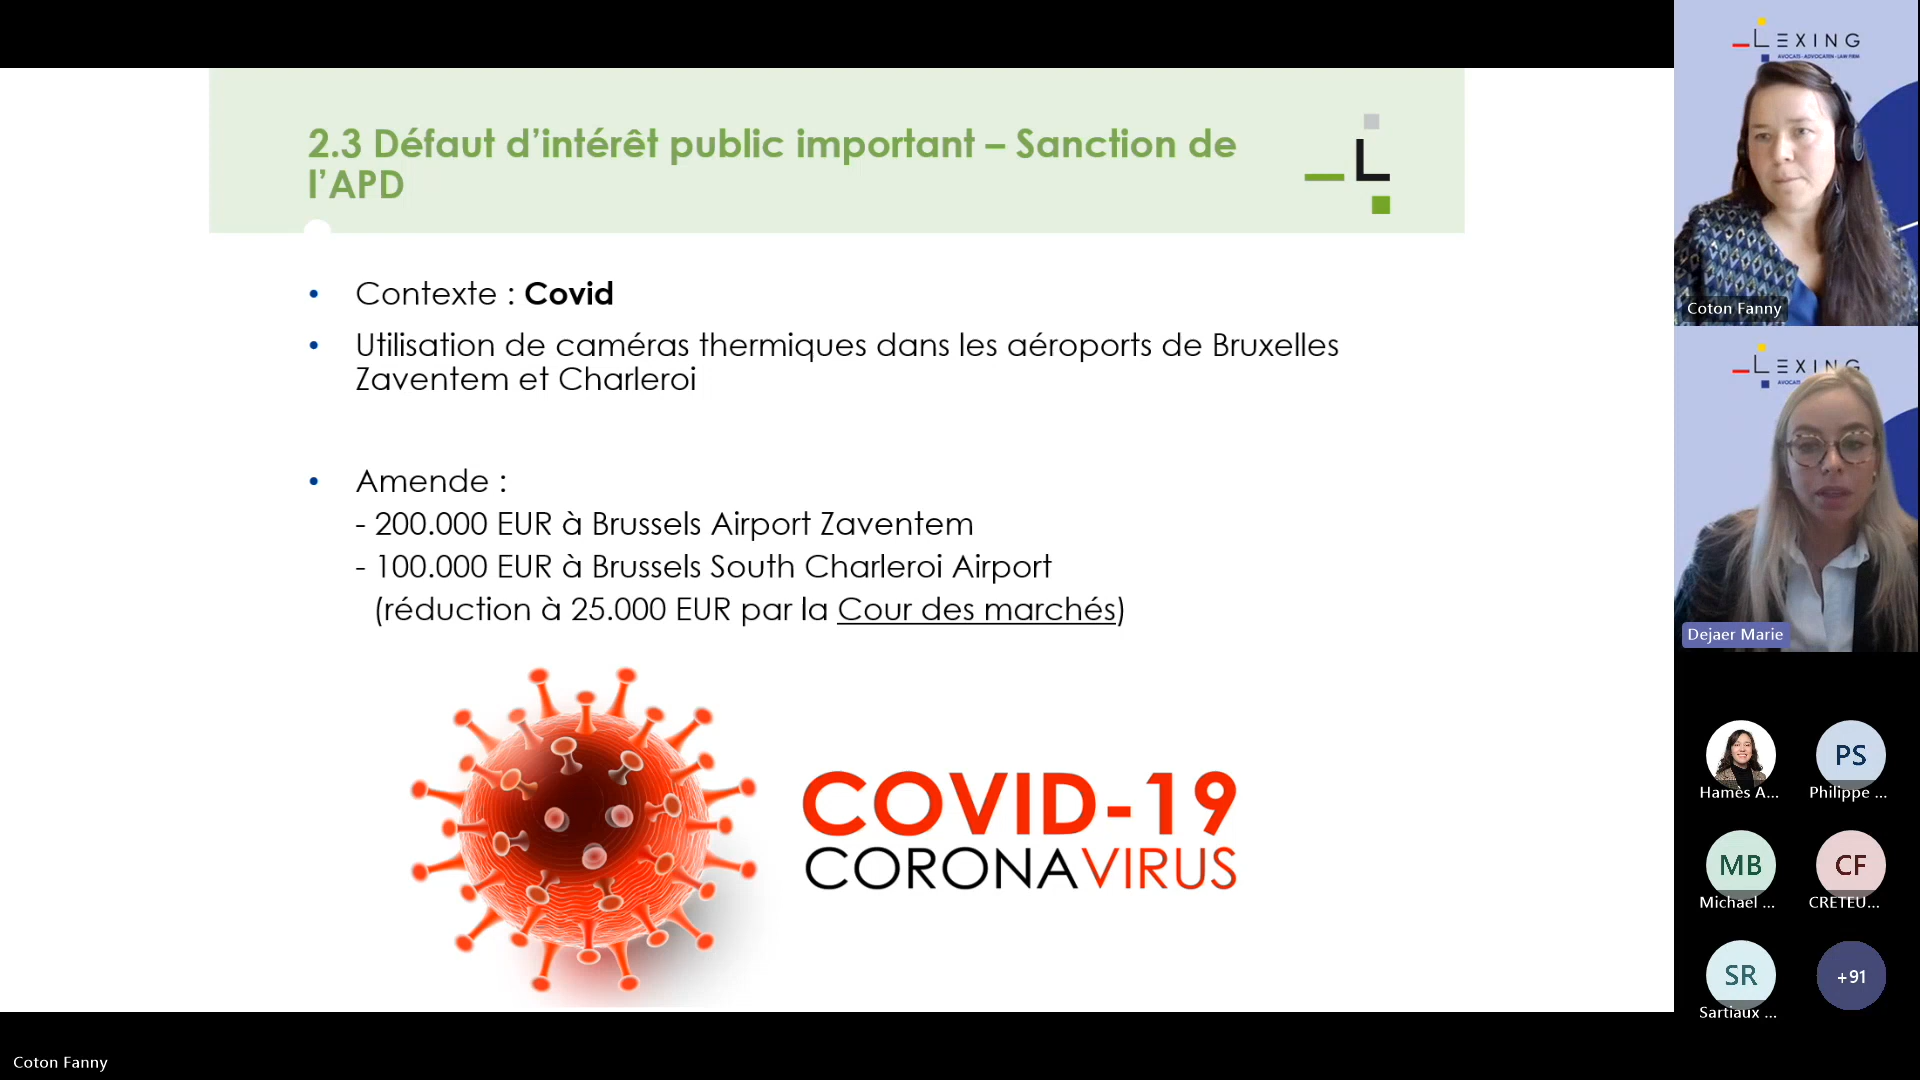 2.3 Défaut d’intérêt public important – Sanction de
l’APD
• Contexte : Covid
• Utilisation de caméras thermiques dans les aéroports de Bruxelles
Zaventem et Charleroi
• Amende :
- 200.000 EUR à Brussels Airport Zaventem
- 100.000 EUR à Brussels South Charleroi Airport
(réduction à 25.000 EUR par la Cour des marchés)
COVID-19
CORONAVIRUS
LEXING
AVOCATS - ADVOCATEN - LAW FIRM
Coton Fanny
LEXING
Dejaer Marie
Hamès A...
PS
Philippe ...
MB
Michael ...
CF
CRETEU...
SR
Sartiaux ...
+91
Coton Fanny